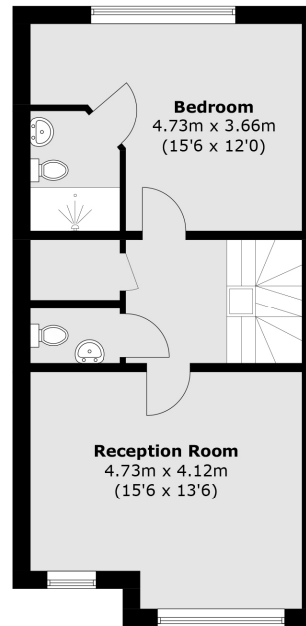 Bedroom
4.73m x 3.66m
(15'6 x 12'0)
Reception Room
4.73m x 4.12m
(15'6 x 13'6)